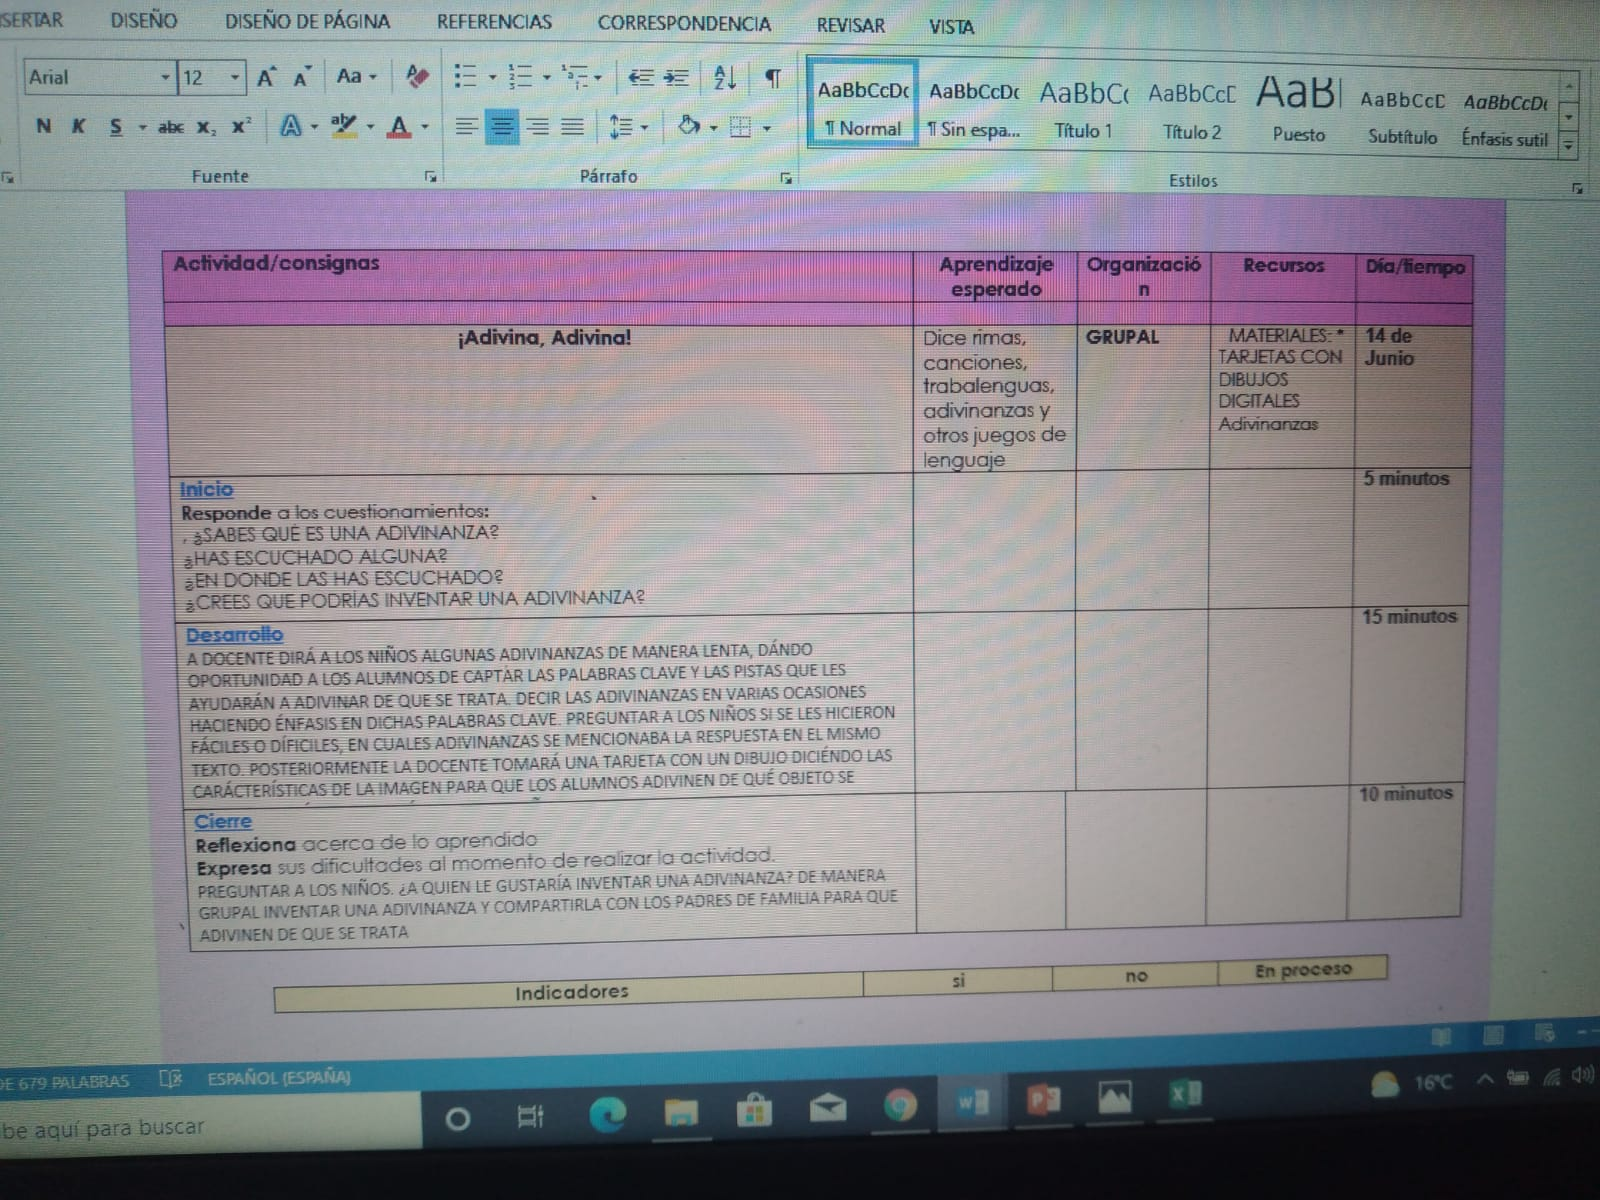 DISEÑO DISEÑO DE PÁGINA REFERENCIAS CORRESPONDENCIA REVISAR VISTA
Arial 12 Aa
AaBbCcDc AaBbCcDc AaBbC AaBbCcD AaB AaBbCcD AaBbCcDc
¶ Normal ¶ Sin espa... Título 1 Título 2 Puesto Subtítulo Énfasis sutil
N K S abc X₂ X² A aby A
Fuente Párrafo Estilos
Actividad/consignas
Aprendizaje
esperado
Organizació
n
Recursos
Día/tiempo
¡Adivina, Adivina!
Dice rimas,
canciones,
trabalenguas,
adivinanzas y
otros juegos de
lenguaje
GRUPAL
MATERIALES: *
TARJETAS CON
DIBUJOS
DIGITALES
Adivinanzas
14 de
Junio
Inicio
Responde a los cuestionamientos:
, ¿SABES QUÉ ES UNA ADIVINANZA?
¿HAS ESCUCHADO ALGUNA?
¿EN DONDE LAS HAS ESCUCHADO?
¿CREES QUE PODRÍAS INVENTAR UNA ADIVINANZA?
5 minutos
Desarrollo
A DOCENTE DIRÁ A LOS NIÑOS ALGUNAS ADIVINANZAS DE MANERA LENTA, DÁNDO
OPORTUNIDAD A LOS ALUMNOS DE CAPTAR LAS PALABRAS CLAVE Y LAS PISTAS QUE LES
AYUDARÁN A ADIVINAR DE QUE SE TRATA. DECIR LAS ADIVINANZAS EN VARIAS OCASIONES
HACIENDO ÉNFASIS EN DICHAS PALABRAS CLAVE. PREGUNTAR A LOS NIÑOS SI SE LES HICIERON
FÁCILES O DÍFICILES, EN CUALES ADIVINANZAS SE MENCIONABA LA RESPUESTA EN EL MISMO
TEXTO. POSTERIORMENTE LA DOCENTE TOMARÁ UNA TARJETA CON UN DIBUJO DICIÉNDO LAS
CARÁCTERÍSTICAS DE LA IMAGEN PARA QUE LOS ALUMNOS ADIVINEN DE QUÉ OBJETO SE
15 minutos
Cierre
Reflexiona acerca de lo aprendido
Expresa sus dificultades al momento de realizar la actividad.
PREGUNTAR A LOS NIÑOS. ¿A QUIEN LE GUSTARÍA INVENTAR UNA ADIVINANZA? DE MANERA
GRUPAL INVENTAR UNA ADIVINANZA Y COMPARTIRLA CON LOS PADRES DE FAMILIA PARA QUE
ADIVINEN DE QUE SE TRATA
10 minutos
Indicadores si no En proceso
DE 679 PALABRAS ESPAÑOL (ESPAÑA)
be aquí para buscar
16°C